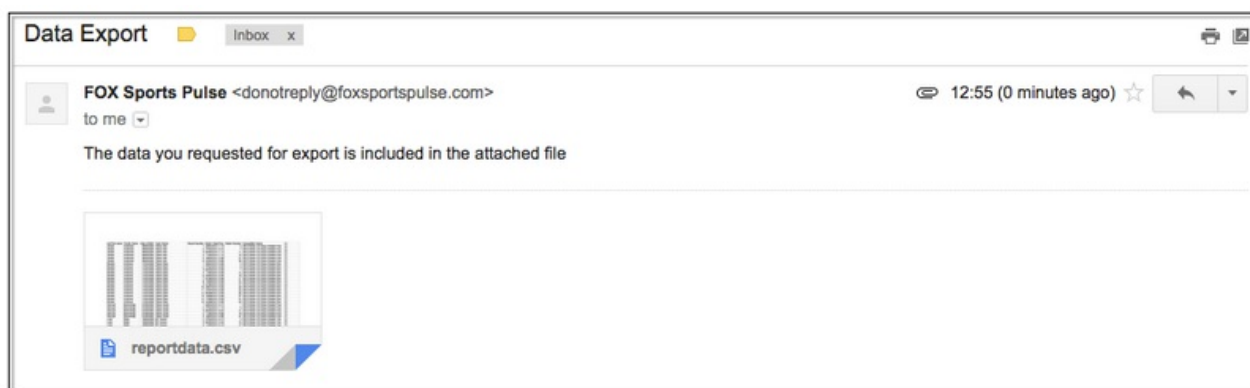 Data Export Inbox x
FOX Sports Pulse <donotreply@foxsportspulse.com> 12:55 (0 minutes ago)
to me
The data you requested for export is included in the attached file
reportdata.csv